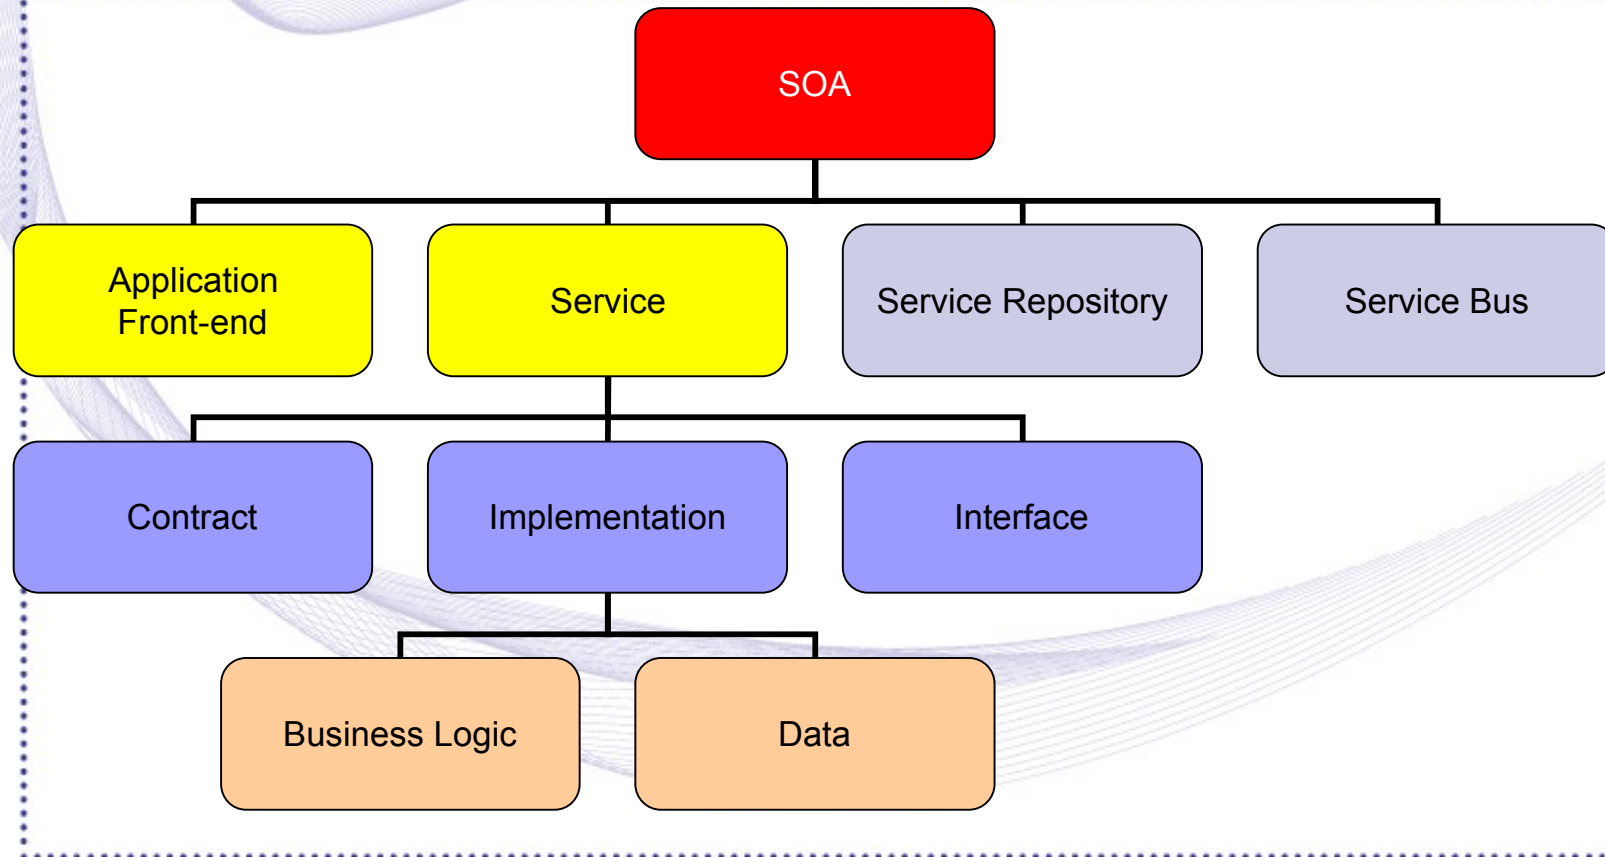 SOA
Application
Front-end
Service
Service Repository
Service Bus
Contract
Implementation
Interface
Business Logic
Data